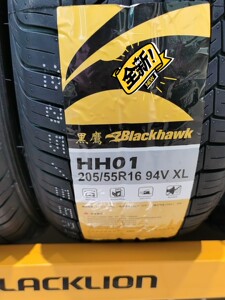 全新!
黑鹰 Blackhawk
HH01
205/55R16 94V XL
LACKLION